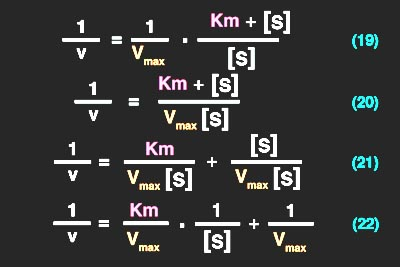 1/v = 1/Vmax · (Km + [S])/[S] (19)
1/v = (Km + [S])/(Vmax [S]) (20)
1/v = Km/(Vmax [S]) + [S]/(Vmax [S]) (21)
1/v = Km/Vmax · 1/[S] + 1/Vmax (22)